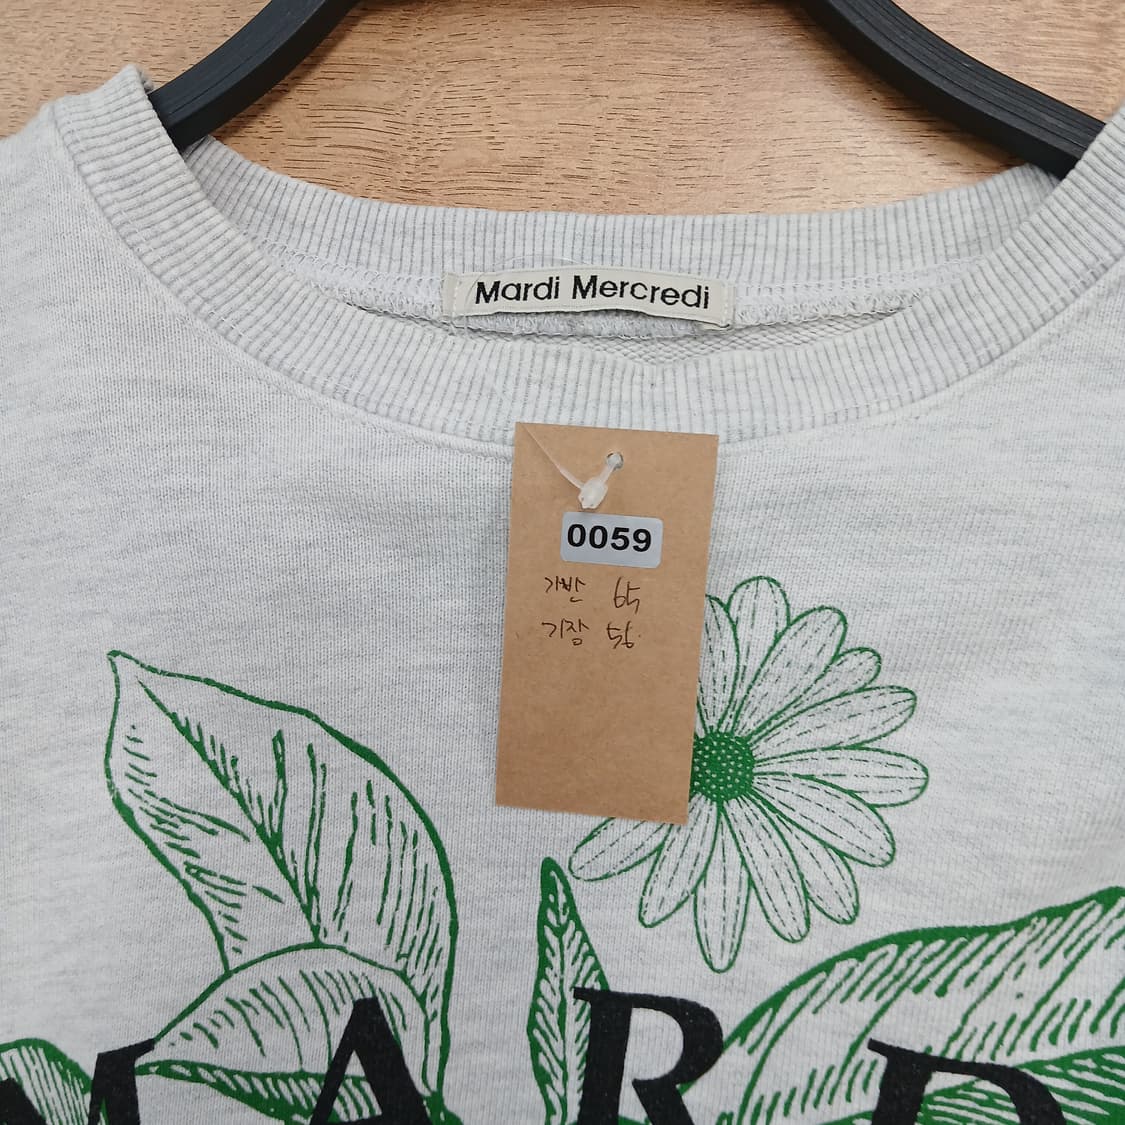 Mardi Mercredi
0059
가반 65
기장 56
MARD